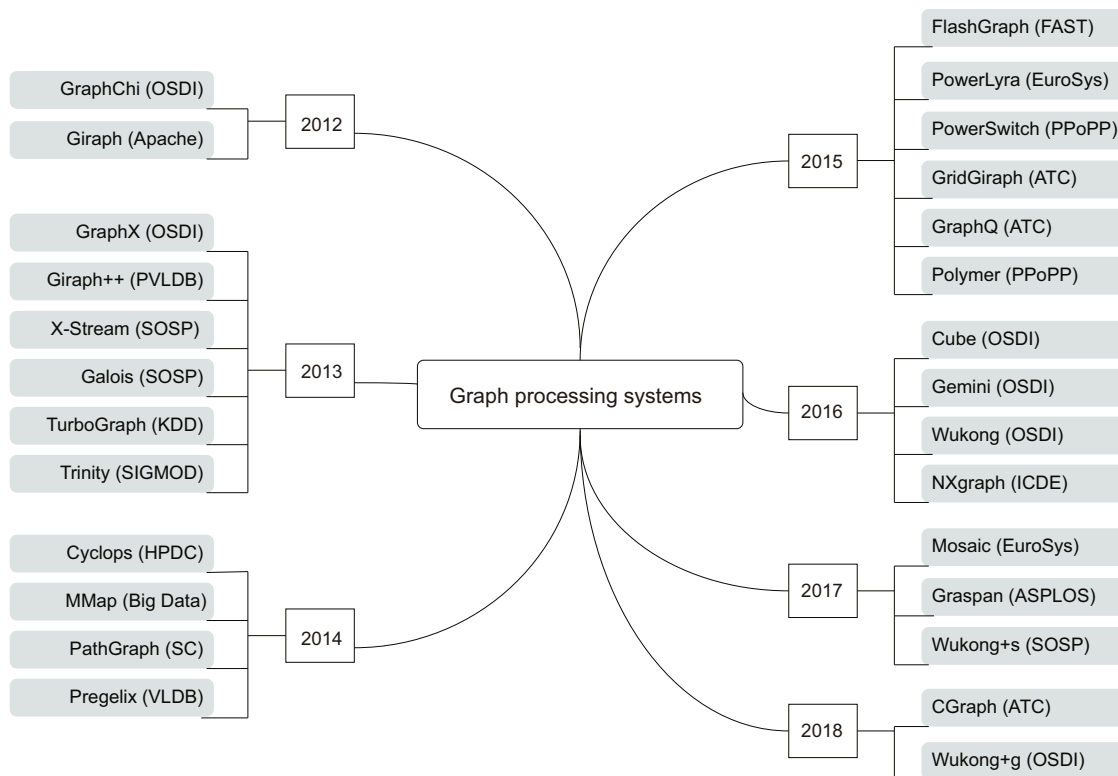 Graph processing systems
2012
GraphChi (OSDI)
Giraph (Apache)
2013
GraphX (OSDI)
Giraph++ (PVLDB)
X-Stream (SOSP)
Galois (SOSP)
TurboGraph (KDD)
Trinity (SIGMOD)
2014
Cyclops (HPDC)
MMap (Big Data)
PathGraph (SC)
Pregelix (VLDB)
2015
FlashGraph (FAST)
PowerLyra (EuroSys)
PowerSwitch (PPoPP)
GridGiraph (ATC)
GraphQ (ATC)
Polymer (PPoPP)
2016
Cube (OSDI)
Gemini (OSDI)
Wukong (OSDI)
NXgraph (ICDE)
2017
Mosaic (EuroSys)
Graspan (ASPLOS)
Wukong+s (SOSP)
2018
CGraph (ATC)
Wukong+g (OSDI)